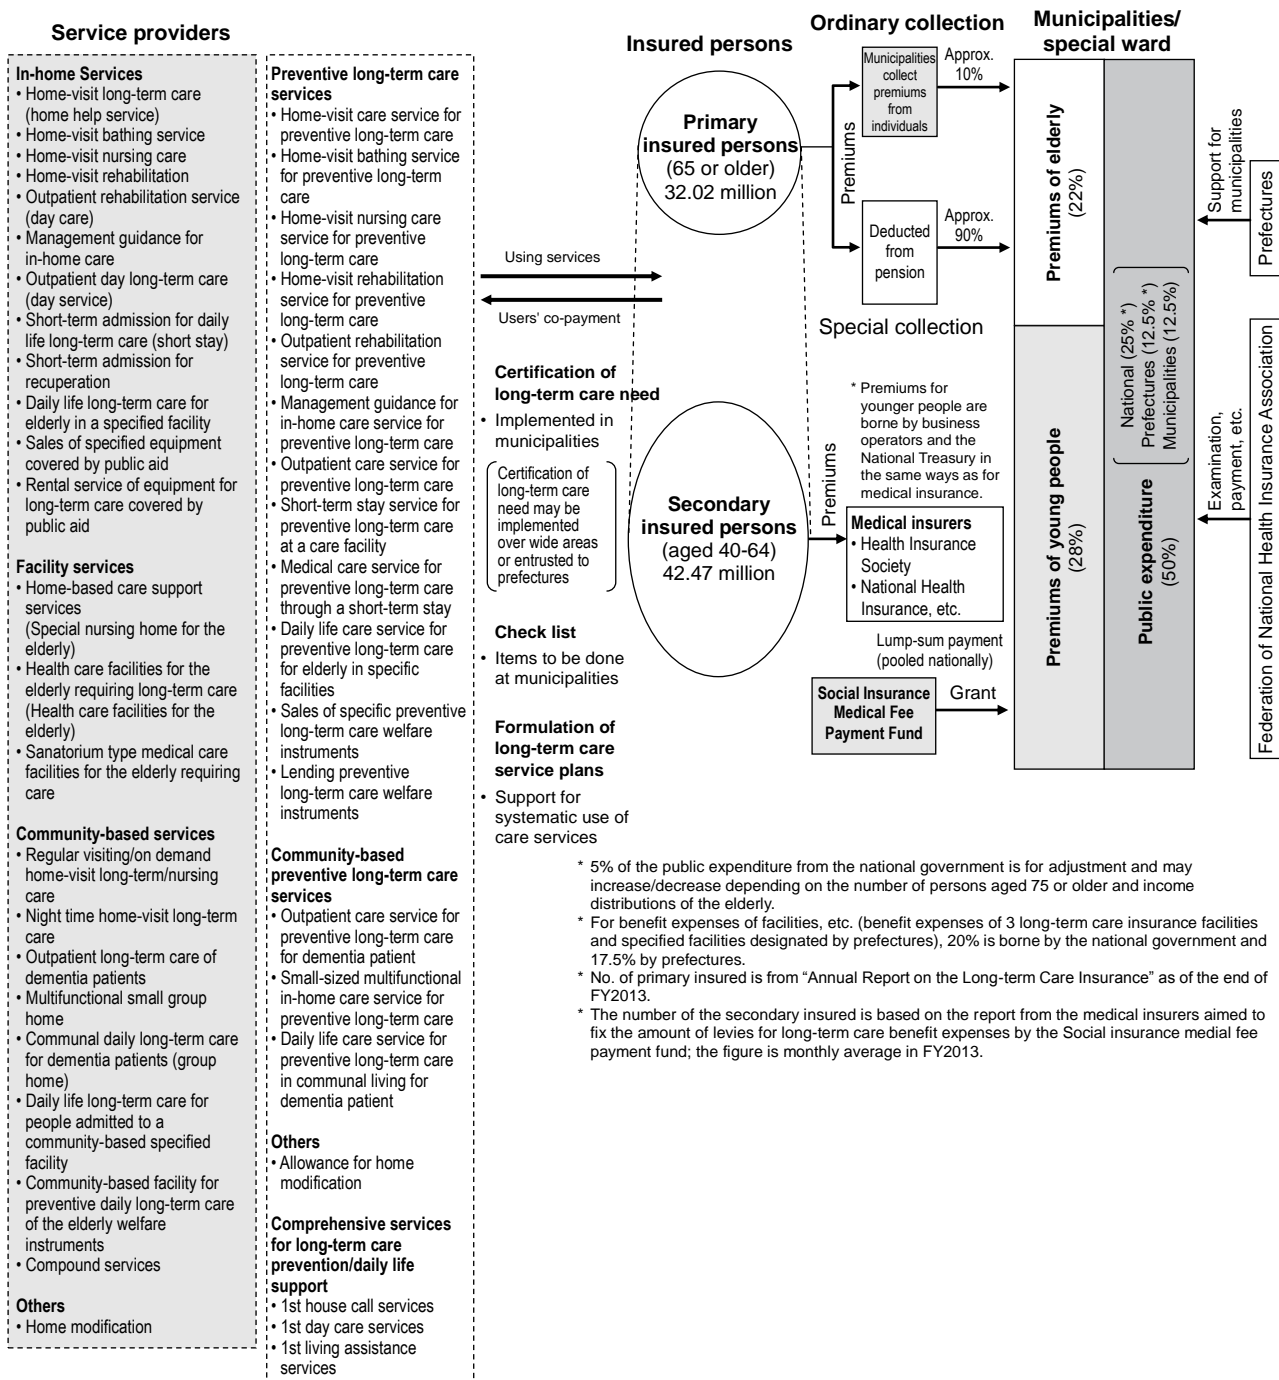 Service providers
In-home Services
• Home-visit long-term care
(home help service)
• Home-visit bathing service
• Home-visit nursing care
• Home-visit rehabilitation
• Outpatient rehabilitation service
(day care)
• Management guidance for
in-home care
• Outpatient day long-term care
(day service)
• Short-term admission for daily
life long-term care (short stay)
• Short-term admission for
recuperation
• Daily life long-term care for
elderly in a specified facility
• Sales of specified equipment
covered by public aid
• Rental service of equipment for
long-term care covered by
public aid
Facility services
• Home-based care support
services
(Special nursing home for the
elderly)
• Health care facilities for the
elderly requiring long-term care
(Health care facilities for the
elderly)
• Sanatorium type medical care
facilities for the elderly requiring
care
Community-based services
• Regular visiting/on demand
home-visit long-term/nursing
care
• Night time home-visit long-term
care
• Outpatient long-term care of
dementia patients
• Multifunctional small group
home
• Communal daily long-term care
for dementia patients (group
home)
• Daily life long-term care for
people admitted to a
community-based specified
facility
• Community-based facility for
preventive daily long-term care
of the elderly welfare
instruments
• Compound services
Others
• Home modification
Preventive long-term care
services
• Home-visit care service for
preventive long-term care
• Home-visit bathing service
for preventive long-term
care
• Home-visit nursing care
service for preventive
long-term care
• Home-visit rehabilitation
service for preventive
long-term care
• Outpatient rehabilitation
service for preventive
long-term care
• Management guidance for
in-home care service for
preventive long-term care
• Outpatient care service for
preventive long-term care
• Short-term stay service for
preventive long-term care
at a care facility
• Medical care service for
preventive long-term care
through a short-term stay
• Daily life care service for
preventive long-term care
for elderly in specific
facilities
• Sales of specific preventive
long-term care welfare
instruments
• Lending preventive
long-term care welfare
instruments
Community-based
preventive long-term care
services
• Outpatient care service for
preventive long-term care
for dementia patient
• Small-sized multifunctional
in-home care service for
preventive long-term care
• Daily life care service for
preventive long-term care
in communal living for
dementia patient
Others
• Allowance for home
modification
Comprehensive services
for long-term care
prevention/daily life
support
• 1st house call services
• 1st day care services
• 1st living assistance
services
Using services
Users' co-payment
Certification of
long-term care need
• Implemented in
municipalities
Certification of
long-term care
need may be
implemented
over wide areas
or entrusted to
prefectures
Check list
• Items to be done
at municipalities
Formulation of
long-term care
service plans
• Support for
systematic use of
care services
Insured persons
Primary
insured persons
(65 or older)
32.02 million
Secondary
insured persons
(aged 40-64)
42.47 million
Ordinary collection
Premiums
Municipalities
collect
premiums
from
individuals
Approx.
10%
Deducted
from
pension
Approx.
90%
Special collection
* Premiums for
younger people are
borne by business
operators and the
National Treasury in
the same ways as for
medical insurance.
Premiums
Medical insurers
• Health Insurance
Society
• National Health
Insurance, etc.
Lump-sum payment
(pooled nationally)
Social Insurance
Medical Fee
Payment Fund
Grant
Municipalities/
special ward
Premiums of elderly
(22%)
Premiums of young people
(28%)
National (25% *)
Prefectures (12.5% *)
Municipalities (12.5%)
Public expenditure
(50%)
Support for
municipalities
Prefectures
Examination,
payment, etc.
Federation of National Health Insurance Association
* 5% of the public expenditure from the national government is for adjustment and may
increase/decrease depending on the number of persons aged 75 or older and income
distributions of the elderly.
* For benefit expenses of facilities, etc. (benefit expenses of 3 long-term care insurance facilities
and specified facilities designated by prefectures), 20% is borne by the national government and
17.5% by prefectures.
* No. of primary insured is from “Annual Report on the Long-term Care Insurance” as of the end of
FY2013.
* The number of the secondary insured is based on the report from the medical insurers aimed to
fix the amount of levies for long-term care benefit expenses by the Social insurance medial fee
payment fund; the figure is monthly average in FY2013.